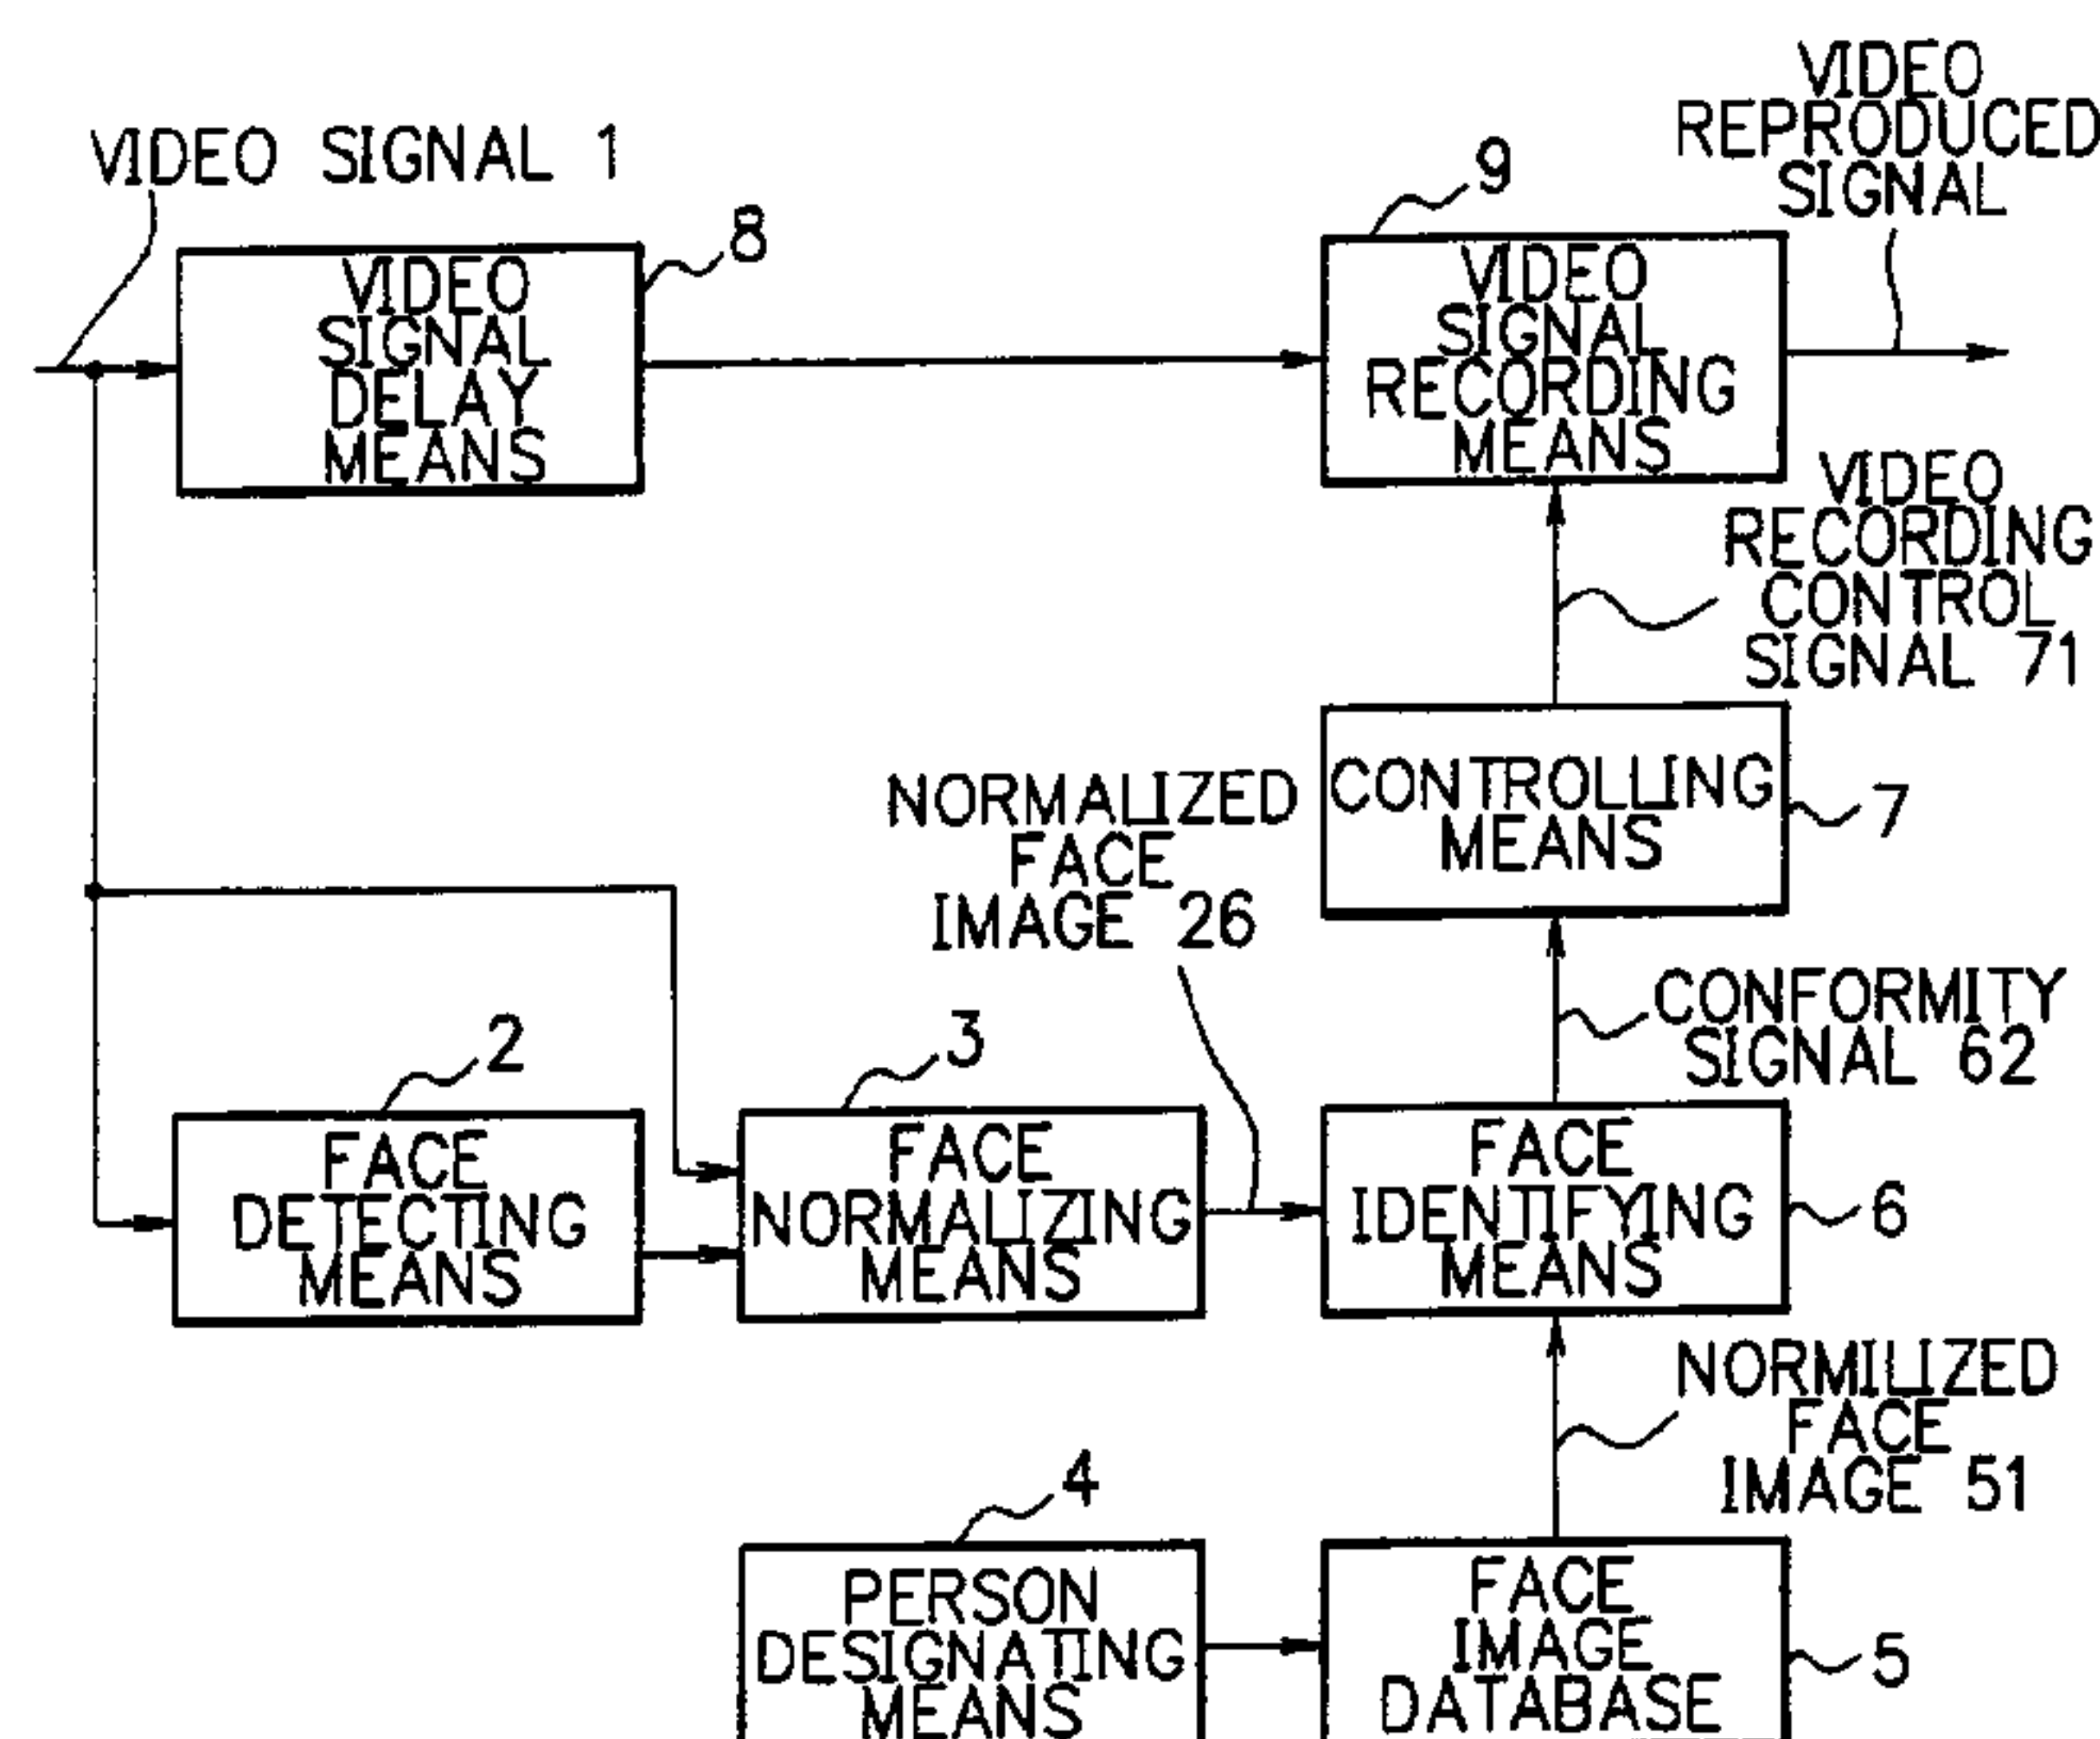 VIDEO
REPRODUCED
SIGNAL
VIDEO SIGNAL 1
9
8
VIDEO
SIGNAL
DELAY
MEANS
VIDEO
SIGNAL
RECORDING
MEANS
VIDEO
RECORDING
CONTROL
SIGNAL 71
NORMALIZED
FACE
IMAGE 26
CONTROLLING
MEANS
7
CONFORMITY
SIGNAL 62
2
3
FACE
DETECTING
MEANS
FACE
NORMALIZING
MEANS
FACE
IDENTIFYING
MEANS
6
NORMILIZED
FACE
IMAGE 51
4
PERSON
DESIGNATING
MEANS
FACE
IMAGE
DATABASE
5